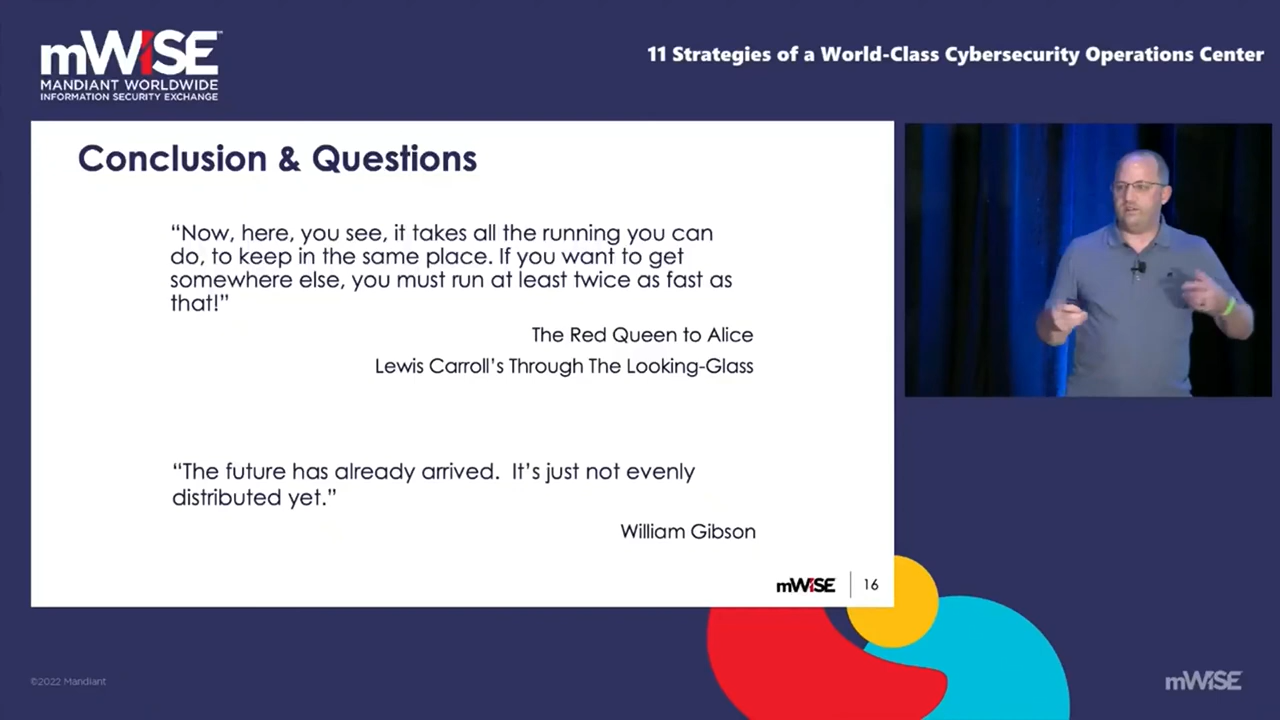 mWISE™
MANDIANT WORLDWIDE
INFORMATION SECURITY EXCHANGE
11 Strategies of a World-Class Cybersecurity Operations Center
Conclusion & Questions
“Now, here, you see, it takes all the running you can
do, to keep in the same place. If you want to get
somewhere else, you must run at least twice as fast as
that!”
The Red Queen to Alice
Lewis Carroll’s Through The Looking-Glass
“The future has already arrived.  It’s just not evenly
distributed yet.”
William Gibson
mWISE
16
©2022 Mandiant
mWISE